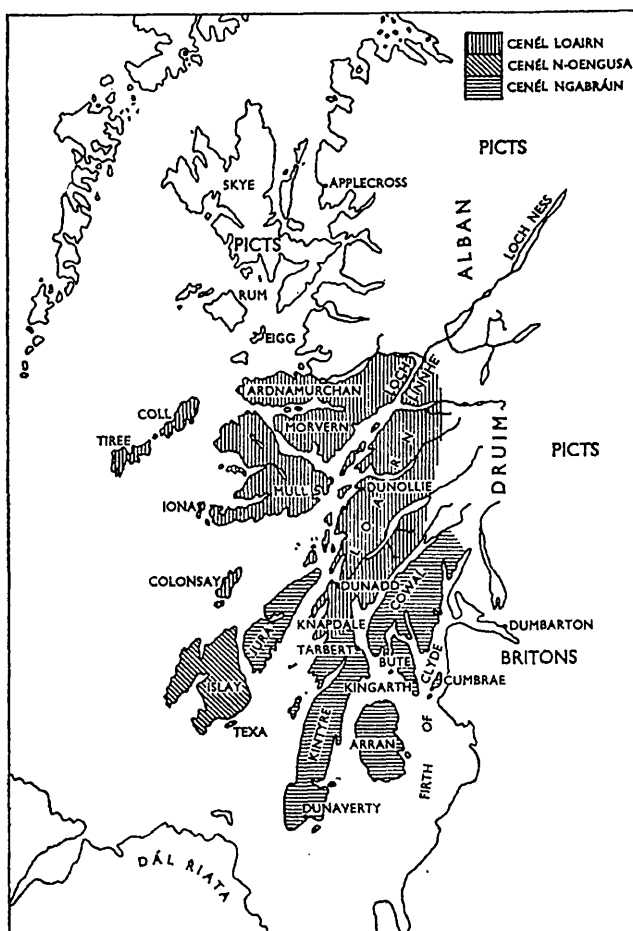 CENÉL LOAIRN
CENÉL N-OENGUSA
CENÉL NGABRÁIN
PICTS
SKYE
APPLECROSS
ALBAN
LOCH NESS
PICTS
RUM
EIGG
LOCH LINNHE
ARDNAMURCHAN
COLL
MORVERN
TIREE
DRUIM
PICTS
MULL
DUNOLLIE
IONA
LOARN
COLONSAY
DUNADD
COWAL
JURA
KNAPDALE
DUMBARTON
TARBERT
BUTE
BRITONS
ISLAY
KINGARTH
CLYDE
CUMBRAE
TEXA
KINTYRE
ARRAN
OF
FIRTH
DUNAVERTY
DÁL RIATA